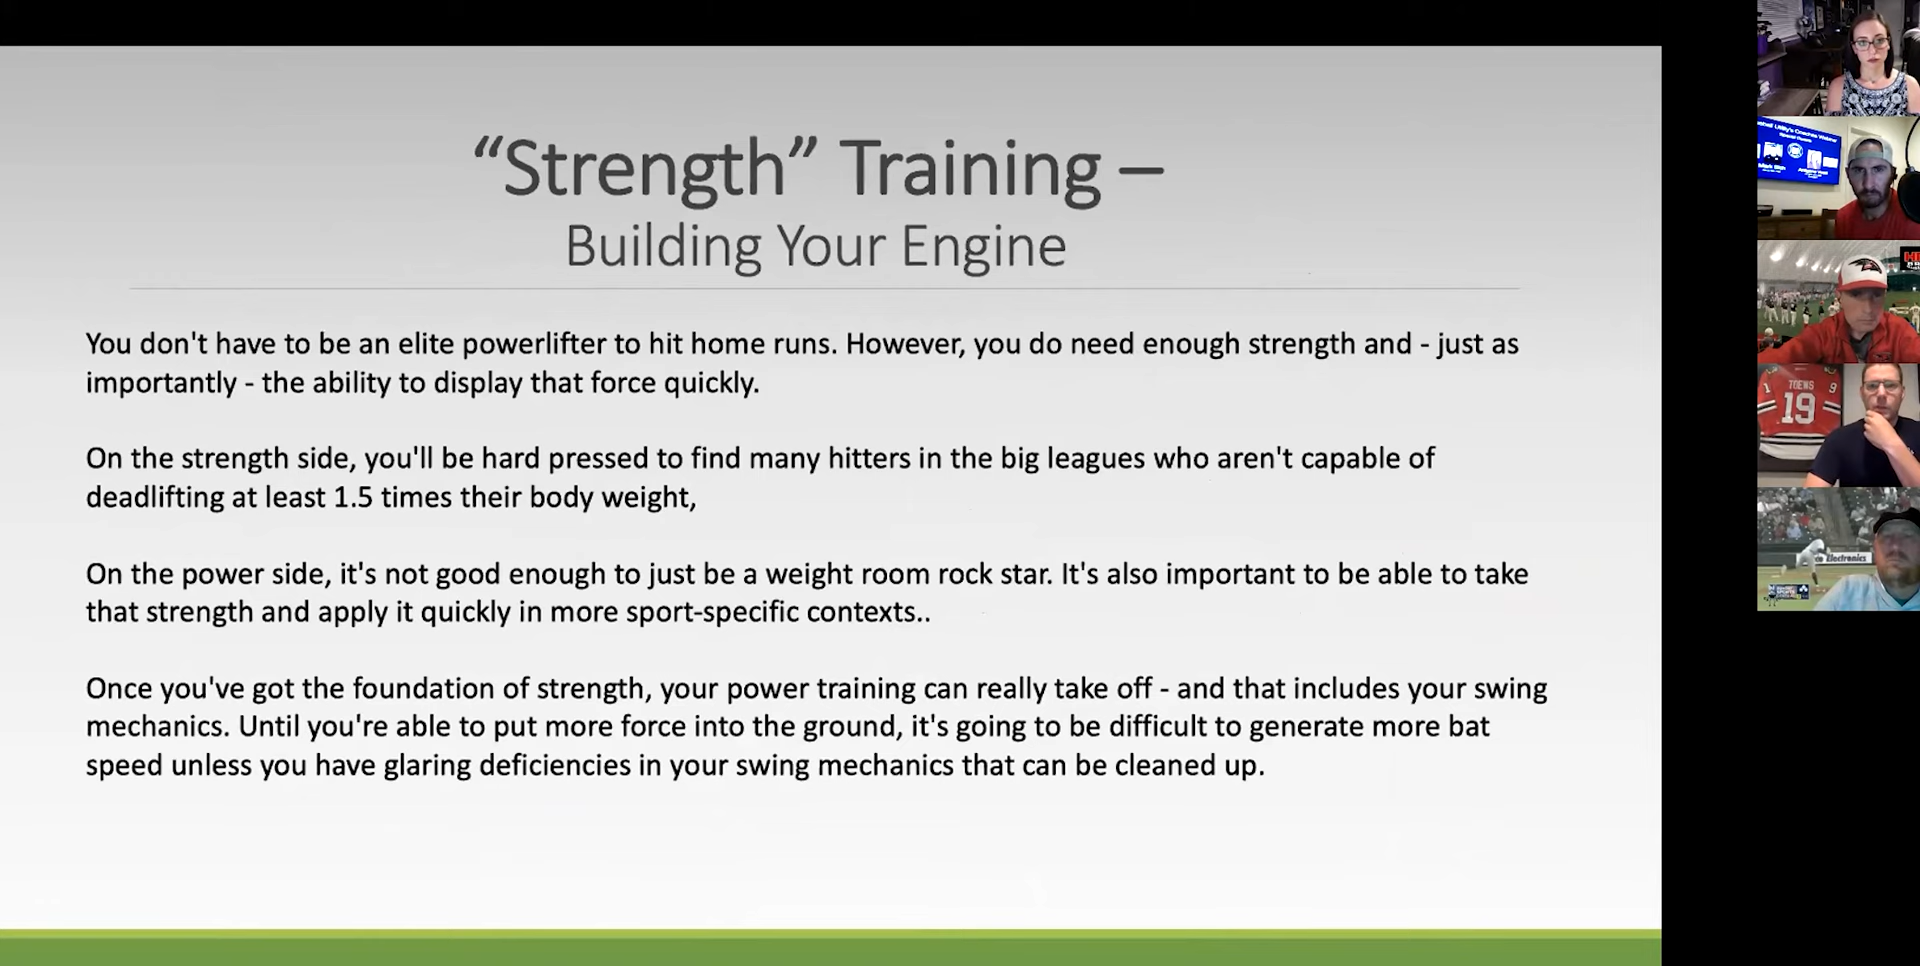 “Strength” Training –
Building Your Engine
You don't have to be an elite powerlifter to hit home runs. However, you do need enough strength and - just as
importantly - the ability to display that force quickly.
On the strength side, you'll be hard pressed to find many hitters in the big leagues who aren't capable of
deadlifting at least 1.5 times their body weight,
On the power side, it's not good enough to just be a weight room rock star. It's also important to be able to take
that strength and apply it quickly in more sport-specific contexts..
Once you've got the foundation of strength, your power training can really take off - and that includes your swing
mechanics. Until you're able to put more force into the ground, it's going to be difficult to generate more bat
speed unless you have glaring deficiencies in your swing mechanics that can be cleaned up.
Utility's Coaches Webinar
TOEWS
1 9
19
Electronics